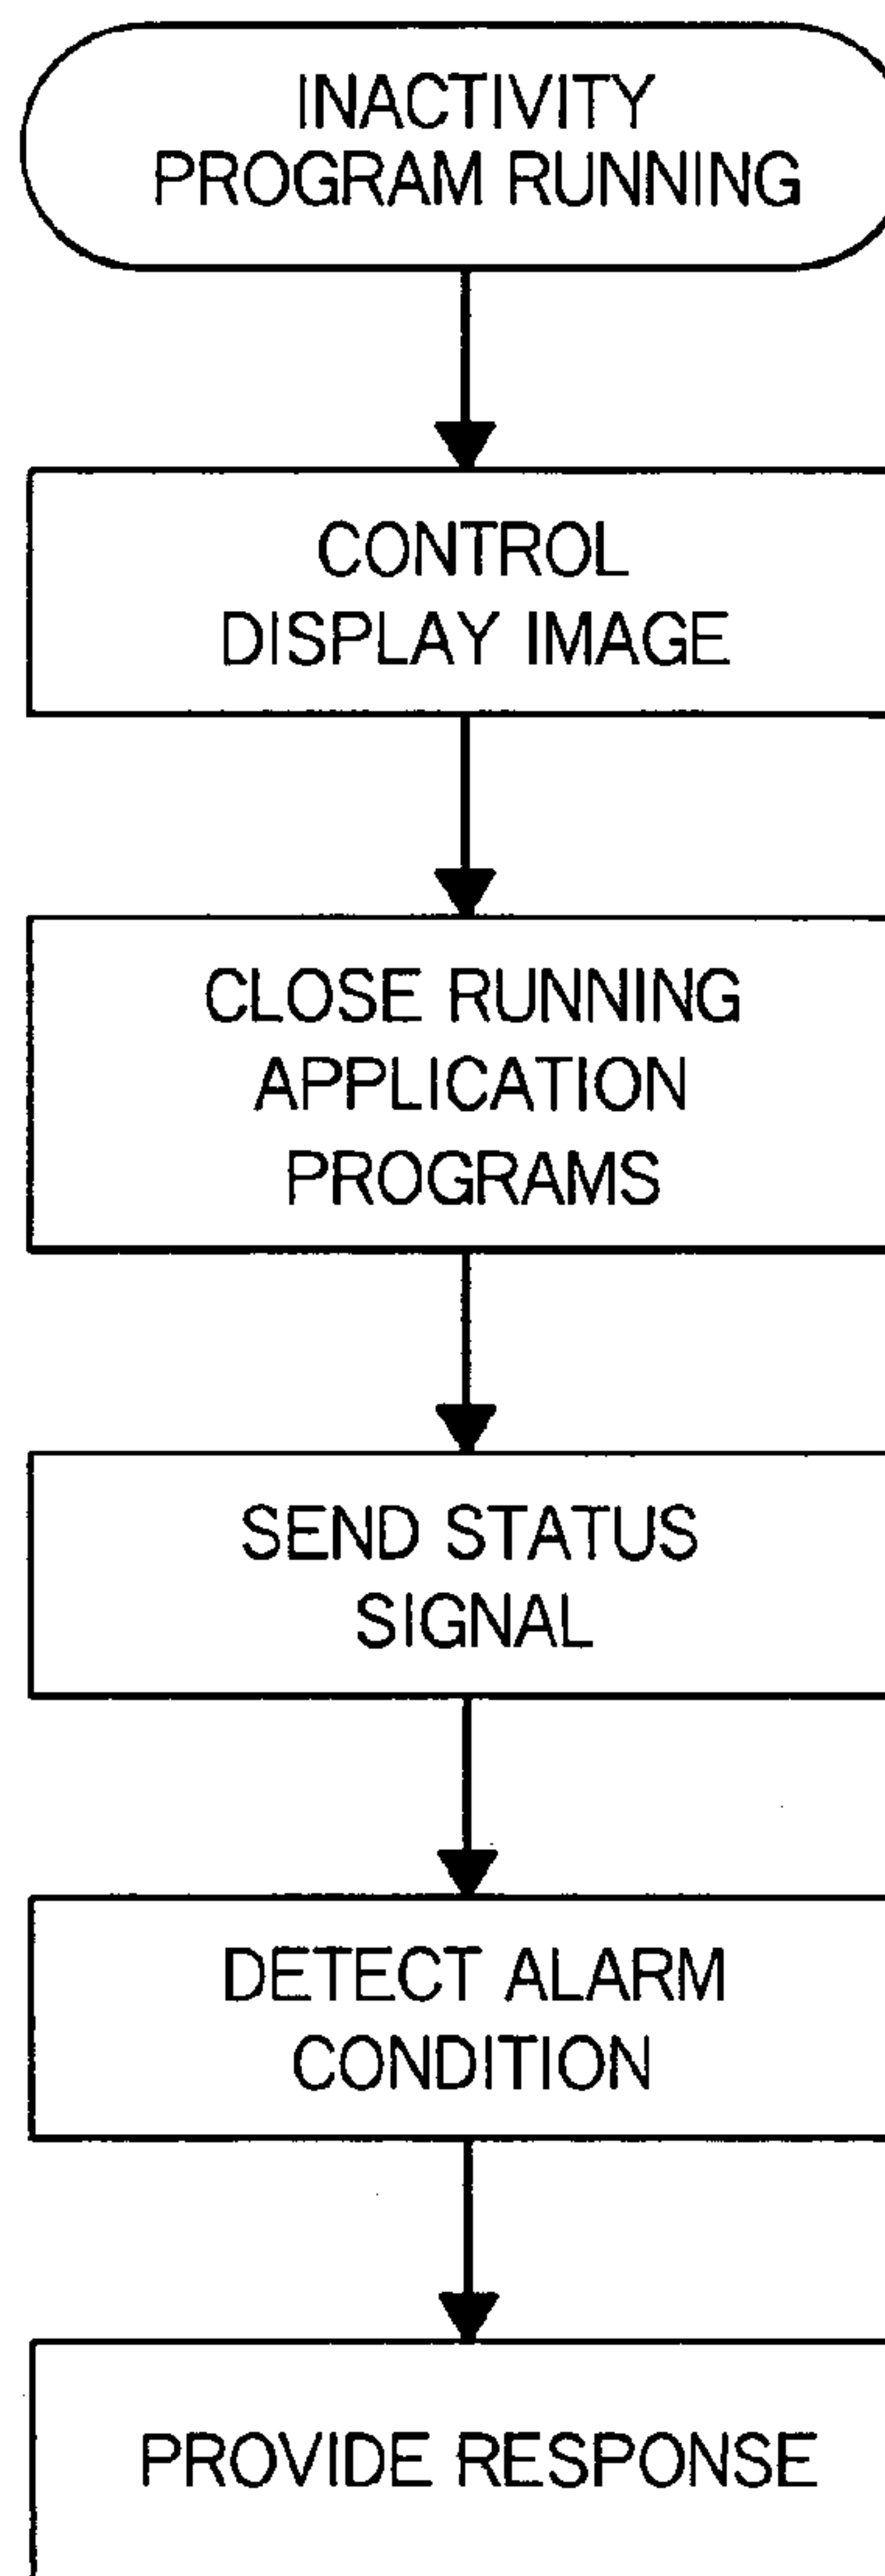 INACTIVITY
PROGRAM RUNNING
CONTROL
DISPLAY IMAGE
CLOSE RUNNING
APPLICATION
PROGRAMS
SEND STATUS
SIGNAL
DETECT ALARM
CONDITION
PROVIDE RESPONSE